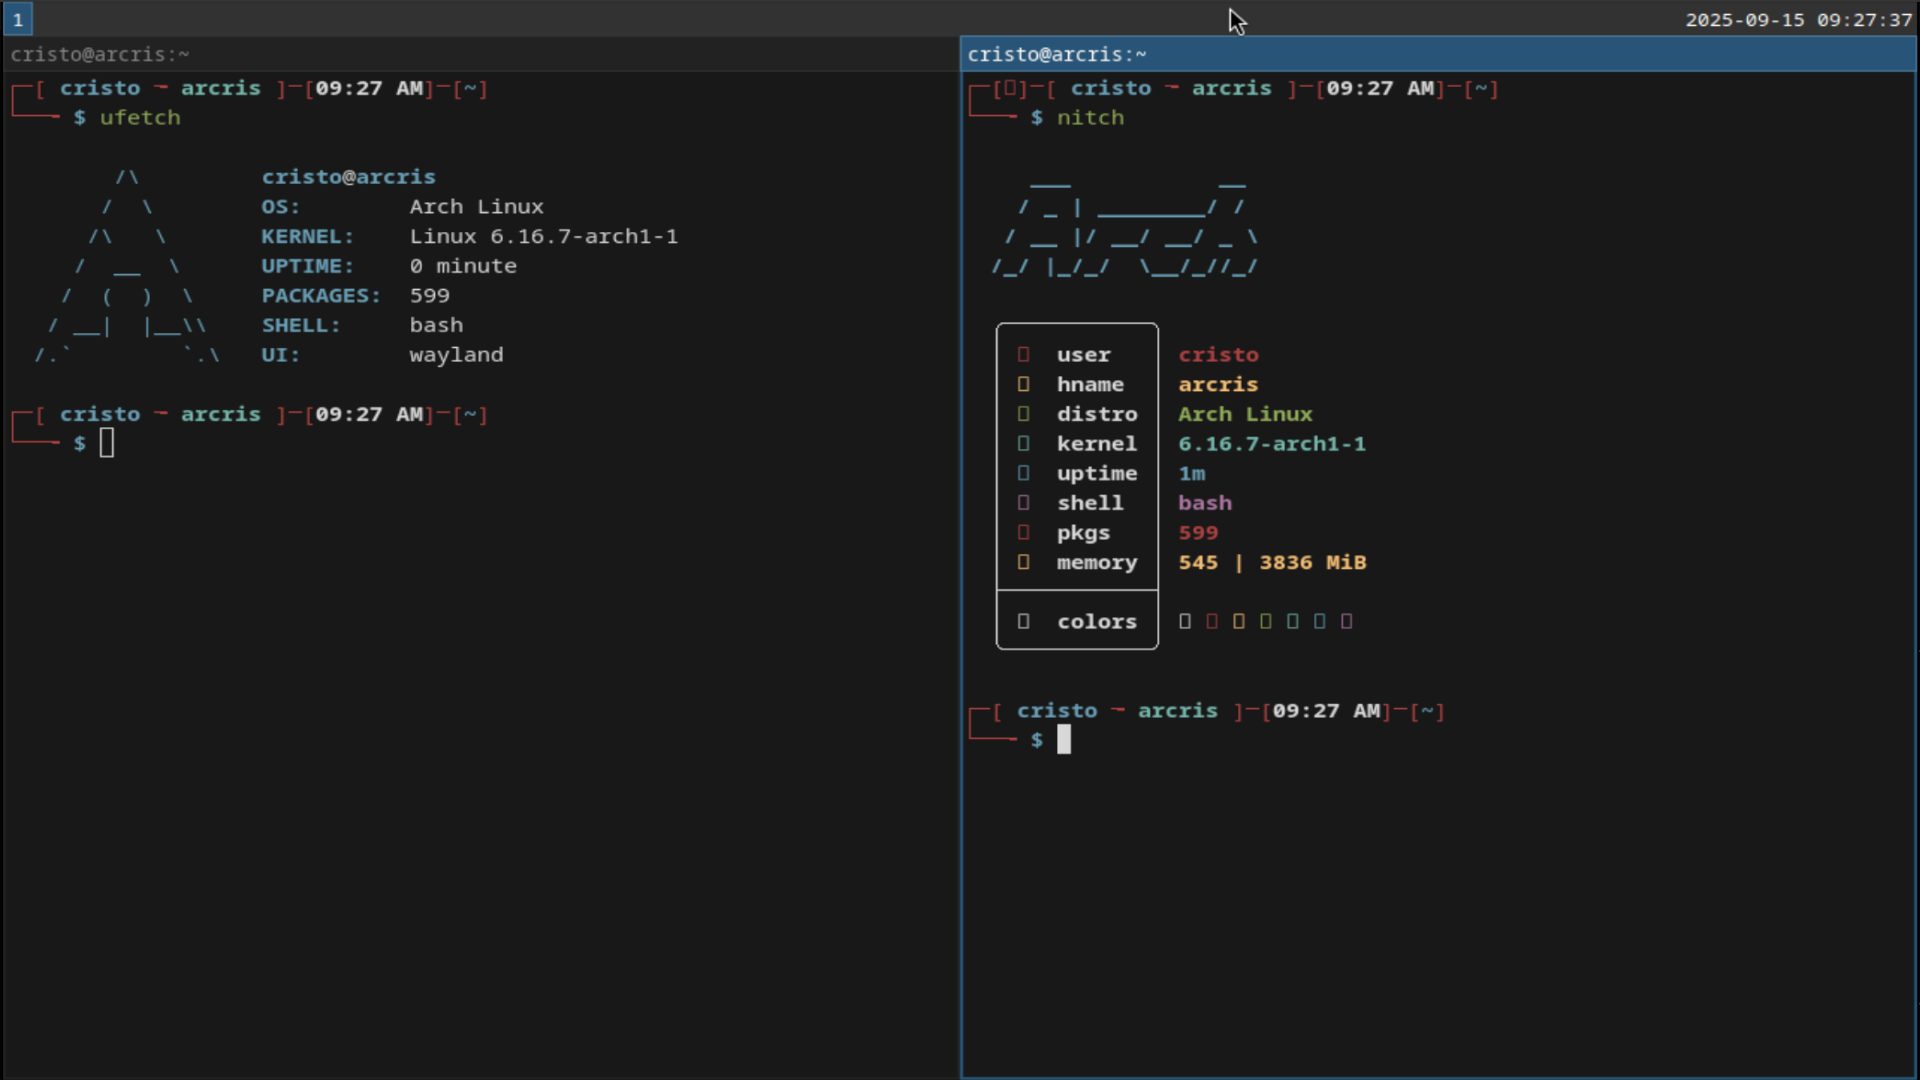 1
2025-09-15 09:27:37
cristo@arcris:~
┌─[ cristo ─ arcris ]─[09:27 AM]─[~]
└─── $ ufetch
cristo@arcris
OS: Arch Linux
KERNEL: Linux 6.16.7-arch1-1
UPTIME: 0 minute
PACKAGES: 599
SHELL: bash
UI: wayland
┌─[ cristo ─ arcris ]─[09:27 AM]─[~]
└─── $
cristo@arcris:~
┌─[▯]─[ cristo ─ arcris ]─[09:27 AM]─[~]
└─── $ nitch
Arch
user cristo
hname arcris
distro Arch Linux
kernel 6.16.7-arch1-1
uptime 1m
shell bash
pkgs 599
memory 545 | 3836 MiB
colors
┌─[ cristo ─ arcris ]─[09:27 AM]─[~]
└─── $